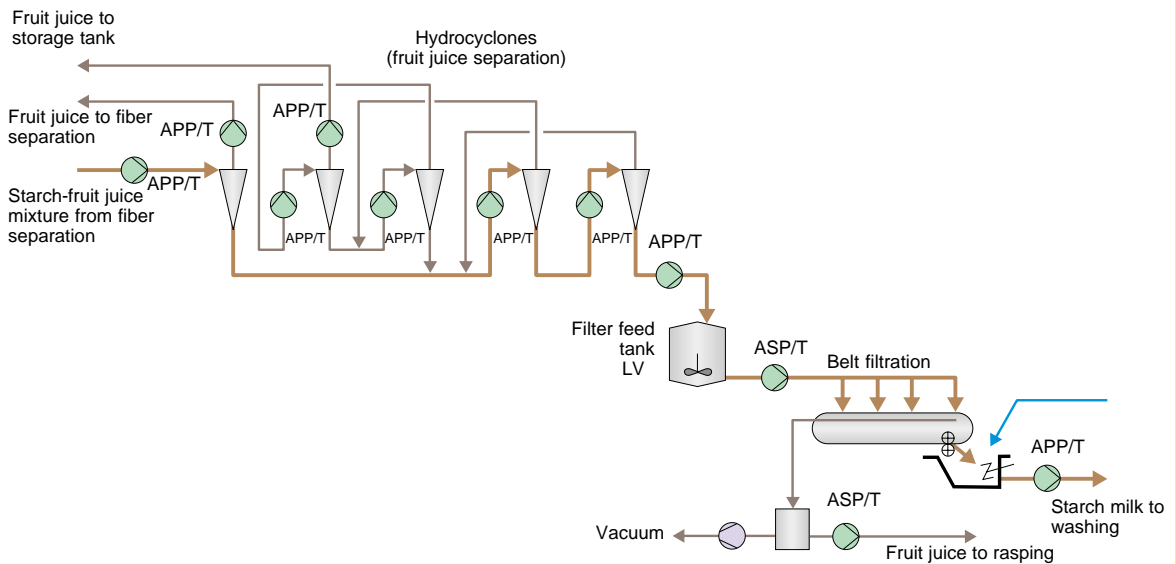 Fruit juice to
storage tank
Hydrocyclones
(fruit juice separation)
Fruit juice to fiber
separation
APP/T
APP/T
APP/T
Starch-fruit juice
mixture from fiber
separation
APP/T
APP/T
APP/T
APP/T
APP/T
Filter feed
tank
LV
ASP/T
Belt filtration
APP/T
Starch milk to
washing
ASP/T
Vacuum
Fruit juice to rasping